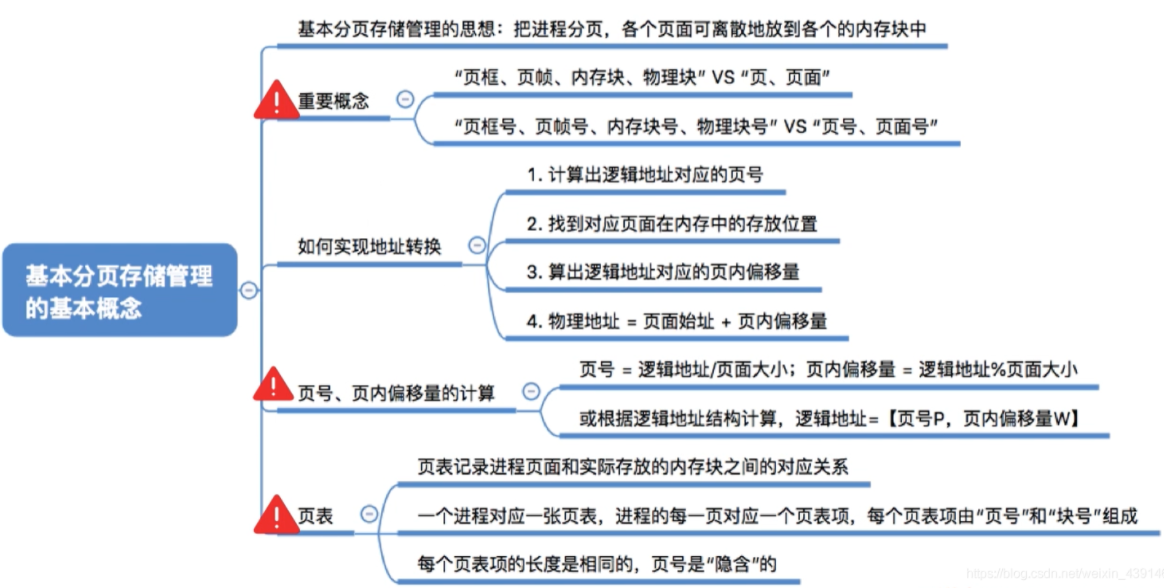 基本分页存储管理的思想：把进程分页，各个页面可离散地放到各个的内存块中
重要概念
“页框、页帧、内存块、物理块” VS “页、页面”
“页框号、页帧号、内存块号、物理块号” VS “页号、页面号”
如何实现地址转换
1. 计算出逻辑地址对应的页号
2. 找到对应页面在内存中的存放位置
3. 算出逻辑地址对应的页内偏移量
4. 物理地址 = 页面始址 + 页内偏移量
基本分页存储管理
的基本概念
页号、页内偏移量的计算
页号 = 逻辑地址/页面大小；页内偏移量 = 逻辑地址%页面大小
或根据逻辑地址结构计算，逻辑地址=【页号P，页内偏移量W】
页表
页表记录进程页面和实际存放的内存块之间的对应关系
一个进程对应一张页表，进程的每一页对应一个页表项，每个页表项由“页号”和“块号”组成
每个页表项的长度是相同的，页号是“隐含”的